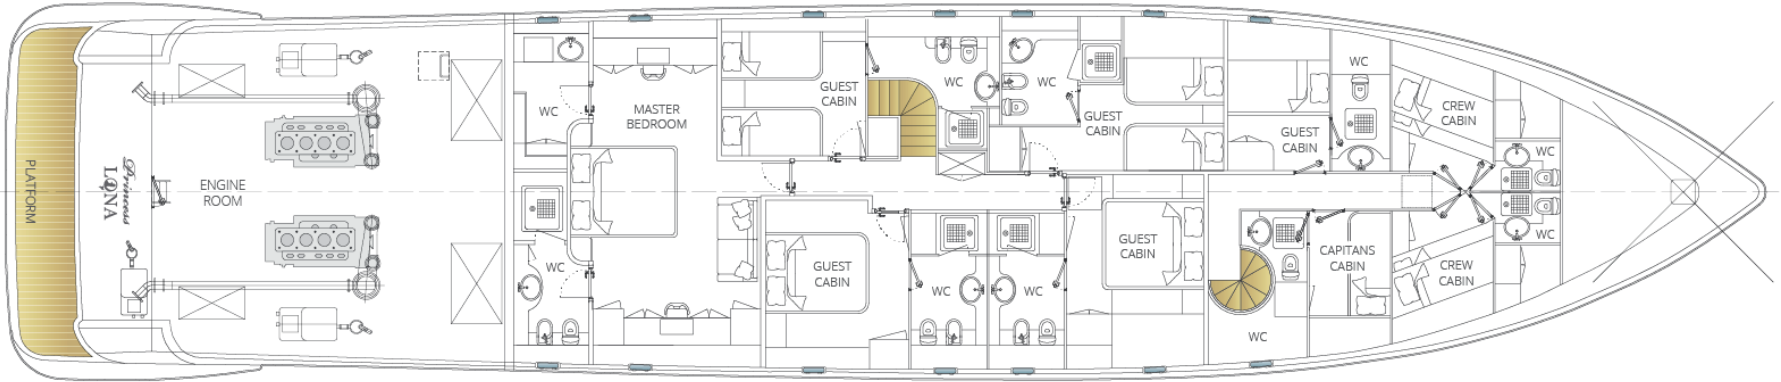 PLATFORM
Princess
LONA
ENGINE
ROOM
WC
WC
MASTER
BEDROOM
GUEST
CABIN
GUEST
CABIN
WC
WC
WC
WC
GUEST
CABIN
GUEST
CABIN
GUEST
CABIN
WC
WC
CAPITANS
CABIN
CREW
CABIN
CREW
CABIN
WC
WC